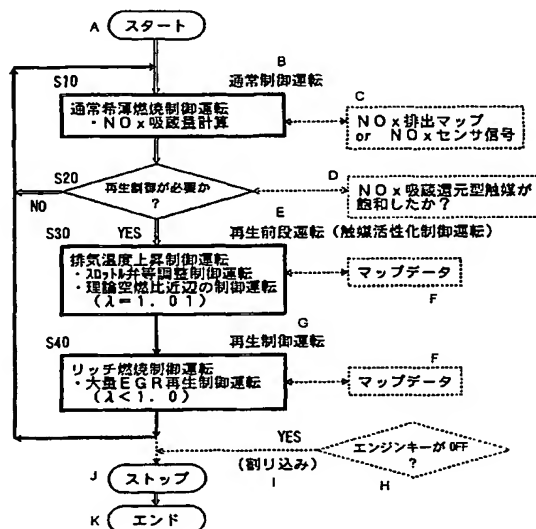 A スタート
B
S10 通常制御運転
通常希薄燃焼制御運転
・NOx吸蔵量計算
C
NOx排出マップ
or NOxセンサ信号
S20
再生制御が必要か
?
NO
D
NOx吸蔵還元型触媒が
飽和したか?
YES
E
S30 再生前段運転(触媒活性化制御運転)
排気温度上昇制御運転
・スロットル弁等調整制御運転
・理論空燃比近辺の制御運転
(λ=1.01)
マップデータ
F
G
S40 再生制御運転
リッチ燃焼制御運転
・大量EGR再生制御運転
(λ<1.0)
F
マップデータ
YES
(割り込み)
I
エンジンキーがOFF
?
H
J ストップ
K エンド